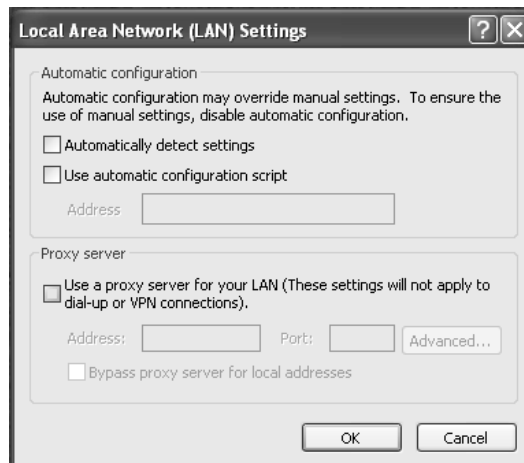 Local Area Network (LAN) Settings
Automatic configuration
Automatic configuration may override manual settings. To ensure the
use of manual settings, disable automatic configuration.
Automatically detect settings
Use automatic configuration script
Address
Proxy server
Use a proxy server for your LAN (These settings will not apply to
dial-up or VPN connections).
Address: Port: Advanced...
Bypass proxy server for local addresses
OK Cancel